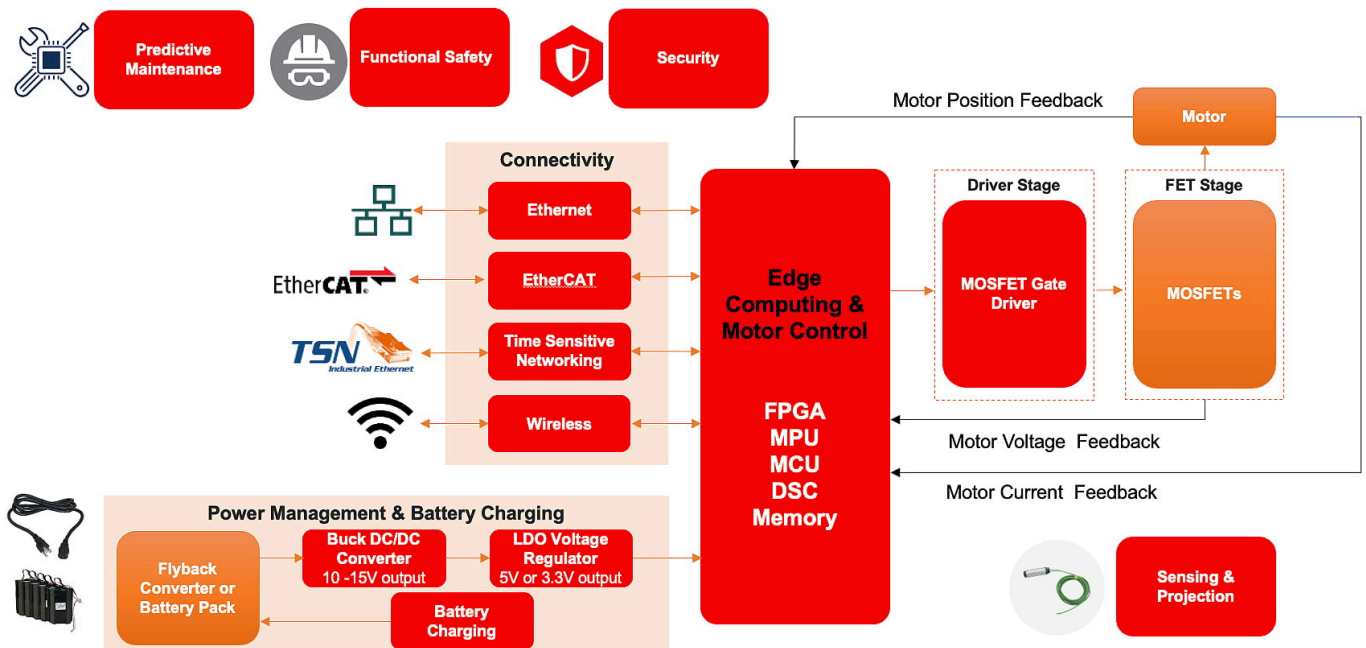 Predictive
Maintenance
Functional Safety
Security
Motor Position Feedback
Motor
Connectivity
Ethernet
EtherCAT
EtherCAT®
TSN
Industrial Ethernet
Time Sensitive
Networking
Wireless
Edge
Computing &
Motor Control
FPGA
MPU
MCU
DSC
Memory
Driver Stage
MOSFET Gate
Driver
FET Stage
MOSFETs
Motor Voltage Feedback
Motor Current Feedback
Power Management & Battery Charging
Flyback
Converter or
Battery Pack
Buck DC/DC
Converter
10 -15V output
LDO Voltage
Regulator
5V or 3.3V output
Battery
Charging
Sensing &
Projection